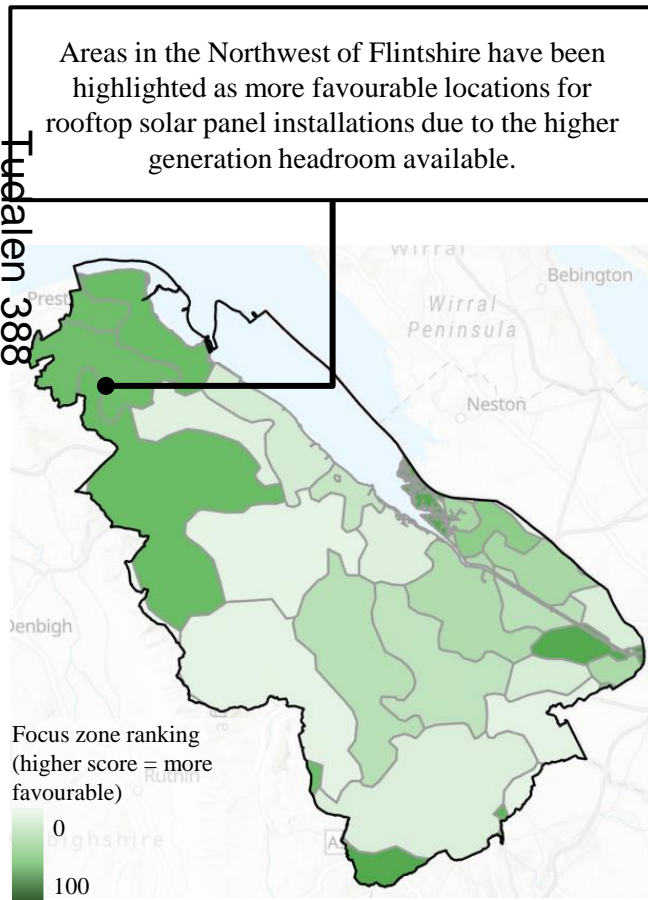 Areas in the Northwest of Flintshire have been
highlighted as more favourable locations for
rooftop solar panel installations due to the higher
generation headroom available.
Tudalen 388
Wirral
Bebington
Prest
Wirral
Peninsula
Neston
Denbigh
Focus zone ranking
(higher score = more
favourable)
Ruthin
0
100